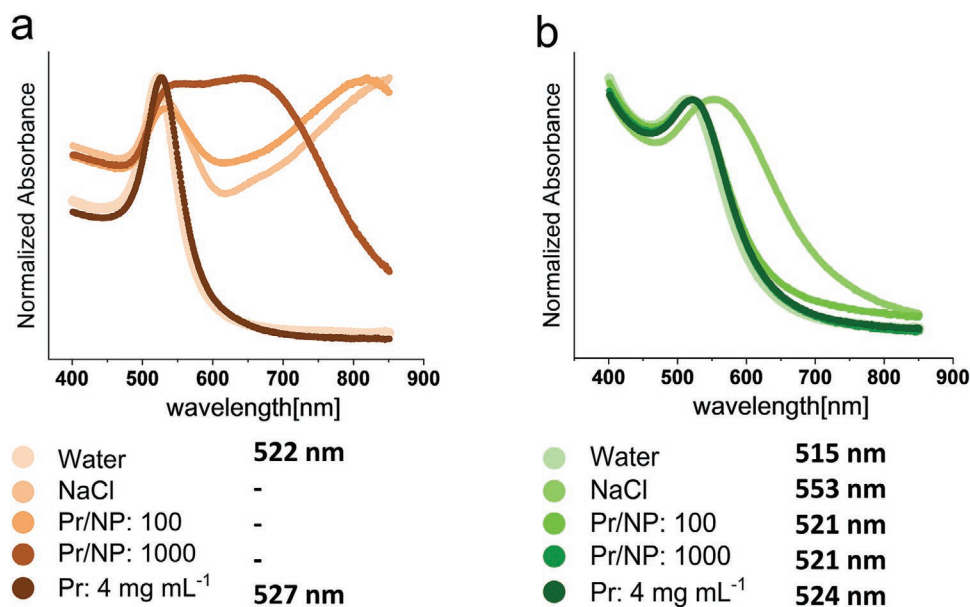 a
Normalized Absorbance
400 500 600 700 800 900
wavelength[nm]
Water 522 nm
NaCl -
Pr/NP: 100 -
Pr/NP: 1000 -
Pr: 4 mg mL⁻¹ 527 nm
b
Normalized Absorbance
400 500 600 700 800 900
wavelength[nm]
Water 515 nm
NaCl 553 nm
Pr/NP: 100 521 nm
Pr/NP: 1000 521 nm
Pr: 4 mg mL⁻¹ 524 nm